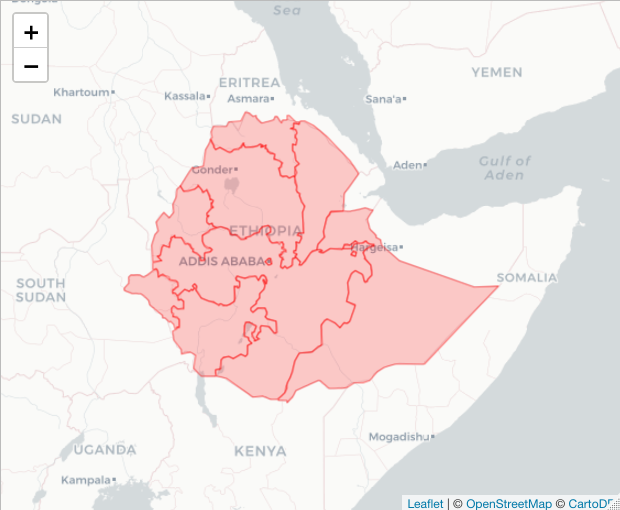 Sea
+
−
ERITREA
YEMEN
Khartoum
Kassala
Asmara
Sana'a
SUDAN
Gulf of
Aden
Aden
Gonder
ETHIOPIA
Hargeisa
ADDIS ABABA
SOUTH
SUDAN
SOMALIA
Mogadishu
UGANDA
KENYA
Kampala
Leaflet | © OpenStreetMap © CartoDB